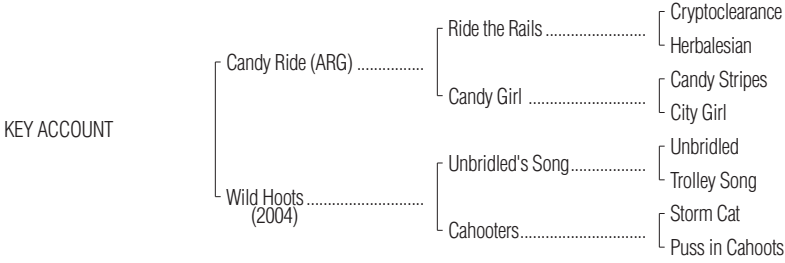 Cryptoclearance
Ride the Rails
Herbalesian
Candy Ride (ARG)
Candy Stripes
Candy Girl
City Girl
KEY ACCOUNT
Unbridled
Unbridled's Song
Trolley Song
Wild Hoots
(2004)
Storm Cat
Cahooters
Puss in Cahoots